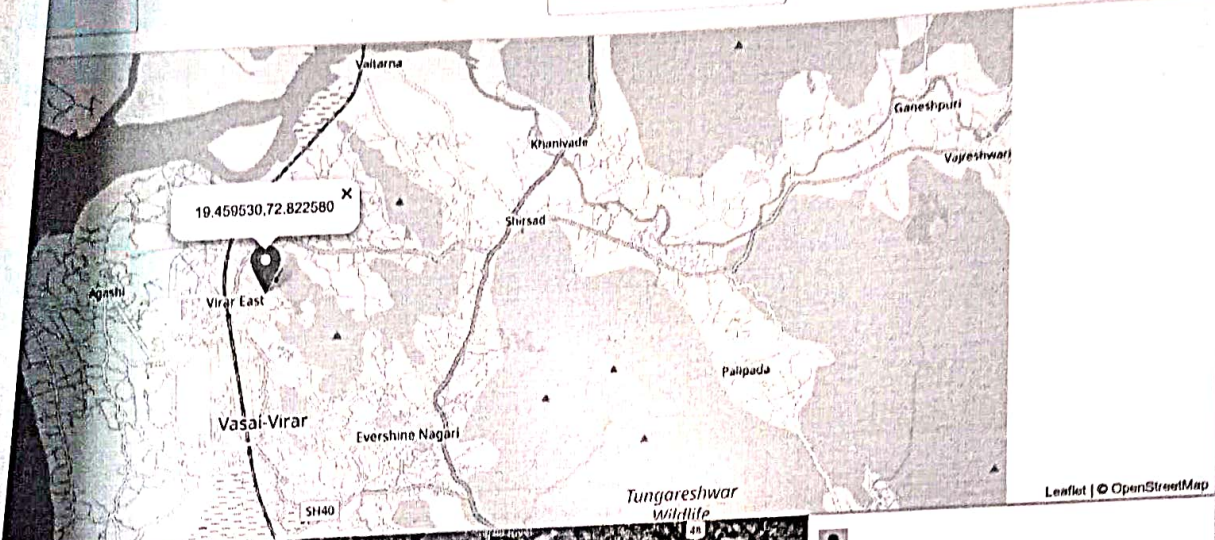 Vaitarna
Ganeshpuri
Khanivade
Vajreshwari
×
19.459530,72.822580
Shirsad
Agashi
Virar East
Palipada
Vasai-Virar
Evershine Nagari
Tungareshwar
Wildlife
SH40
48
Leaflet | © OpenStreetMap